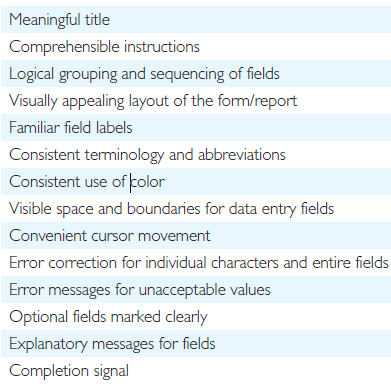 Meaningful title
Comprehensible instructions
Logical grouping and sequencing of fields
Visually appealing layout of the form/report
Familiar field labels
Consistent terminology and abbreviations
Consistent use of color
Visible space and boundaries for data entry fields
Convenient cursor movement
Error correction for individual characters and entire fields
Error messages for unacceptable values
Optional fields marked clearly
Explanatory messages for fields
Completion signal